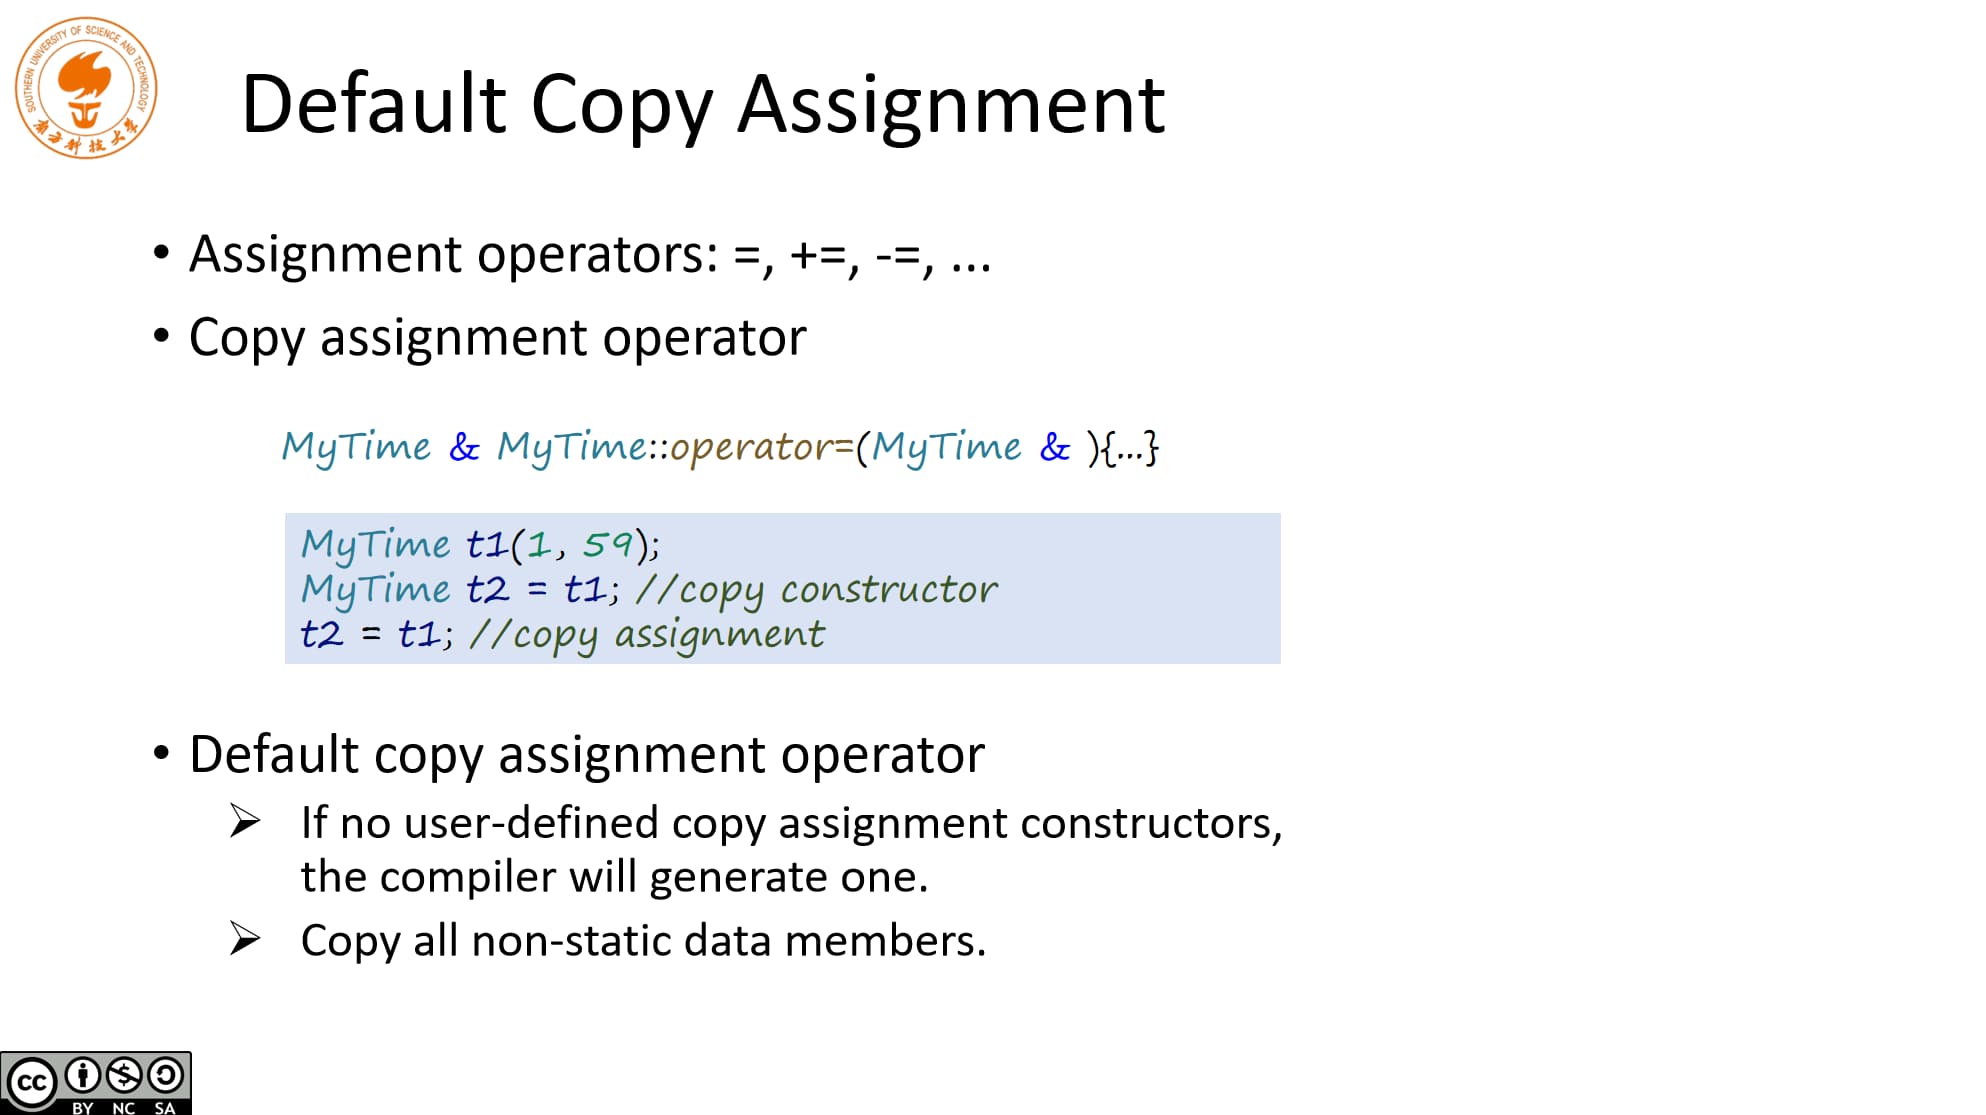 SOUTHERN UNIVERSITY OF SCIENCE AND TECHNOLOGY
南方科技大学
Default Copy Assignment
• Assignment operators: =, +=, -=, ...
• Copy assignment operator
MyTime & MyTime::operator=(MyTime & ){...}
MyTime t1(1, 59);
MyTime t2 = t1; //copy constructor
t2 = t1; //copy assignment
• Default copy assignment operator
➢ If no user-defined copy assignment constructors,
the compiler will generate one.
➢ Copy all non-static data members.
cc
BY NC SA